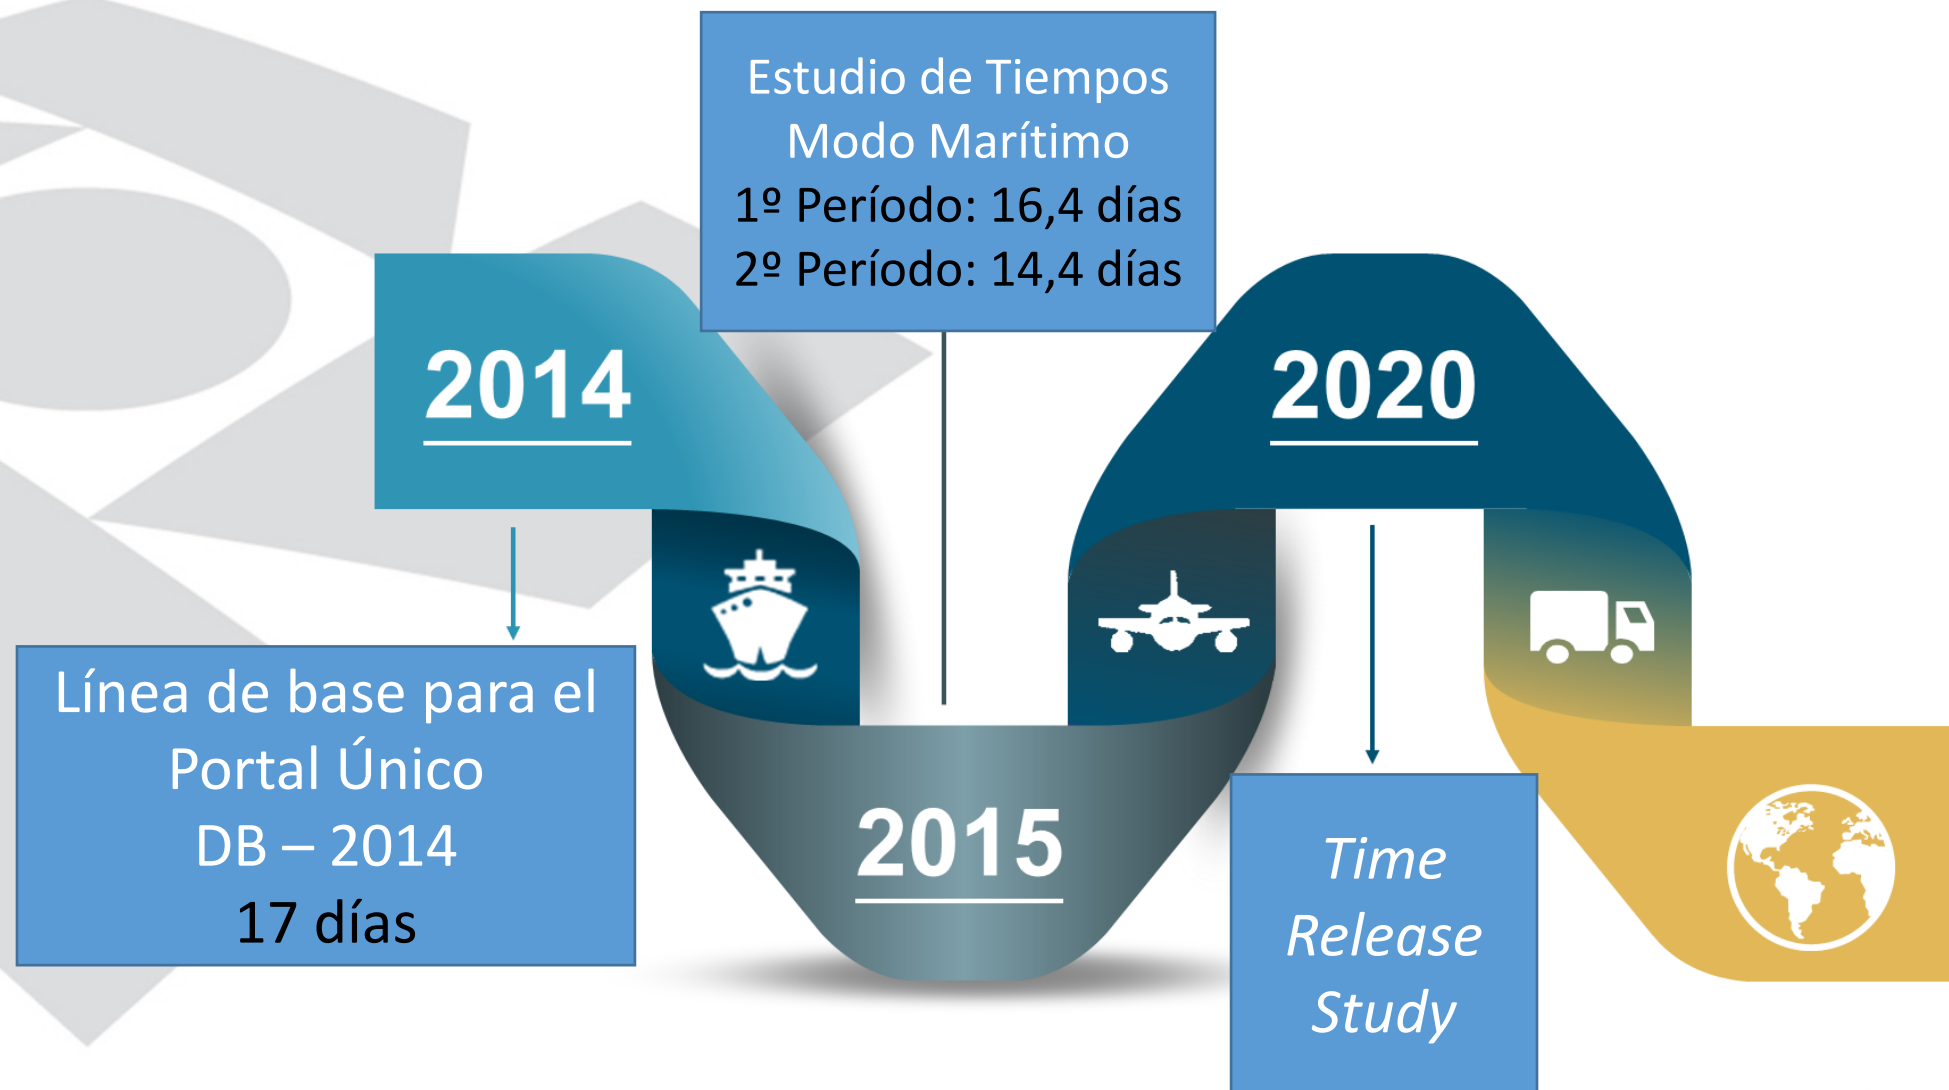 2014
Línea de base para el
Portal Único
DB – 2014
17 días
Estudio de Tiempos
Modo Marítimo
1º Período: 16,4 días
2º Período: 14,4 días
2015
2020
Time
Release
Study